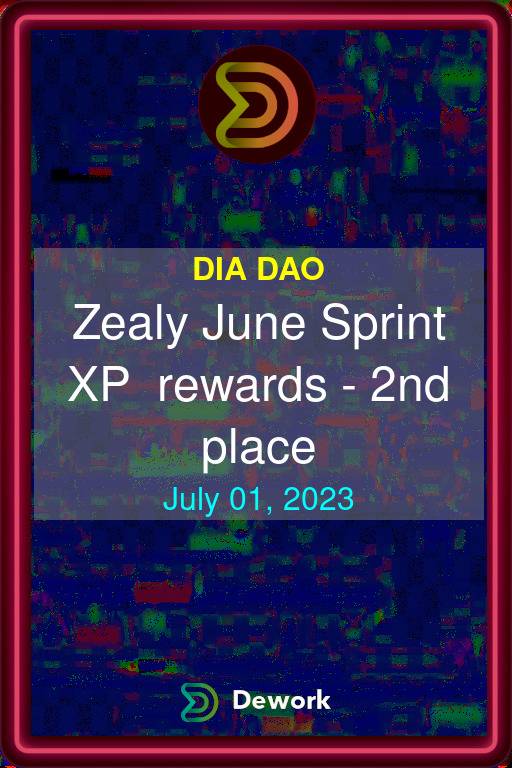 DIA DAO
Zealy June Sprint
XP  rewards - 2nd
place
July 01, 2023
Dework